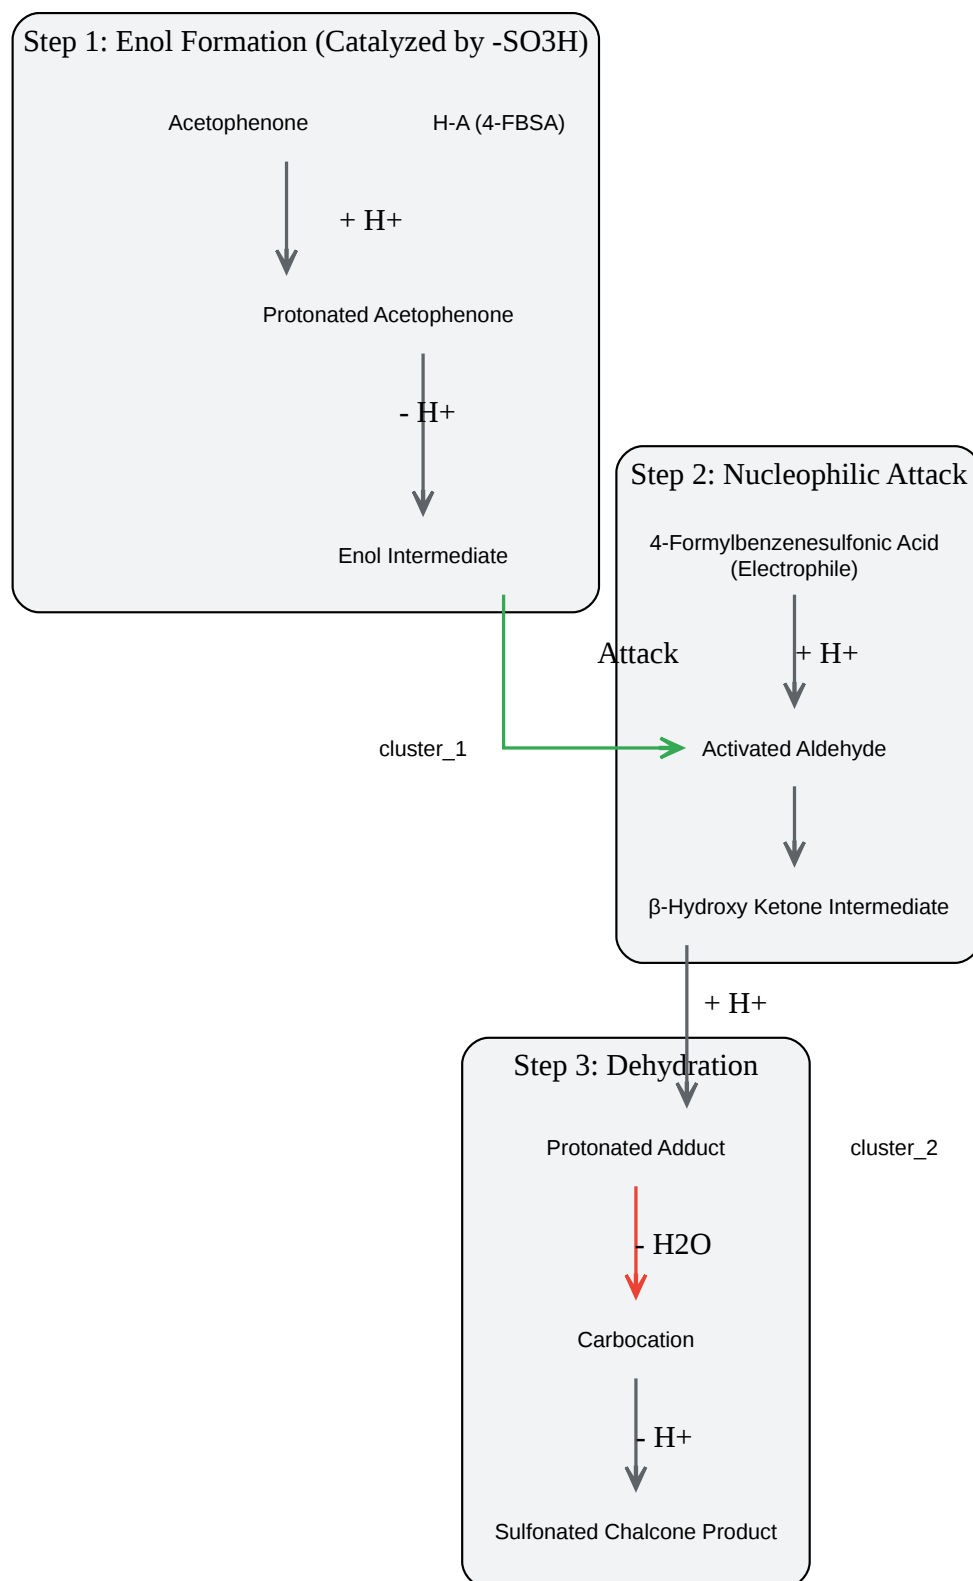 Step 1: Enol Formation (Catalyzed by -SO3H)
Acetophenone
H-A (4-FBSA)
+ H+
Protonated Acetophenone
- H+
Enol Intermediate
Step 2: Nucleophilic Attack
4-Formylbenzenesulfonic Acid
(Electrophile)
Attack
+ H+
cluster_1
Activated Aldehyde
β-Hydroxy Ketone Intermediate
+ H+
Step 3: Dehydration
Protonated Adduct
cluster_2
- H2O
Carbocation
- H+
Sulfonated Chalcone Product